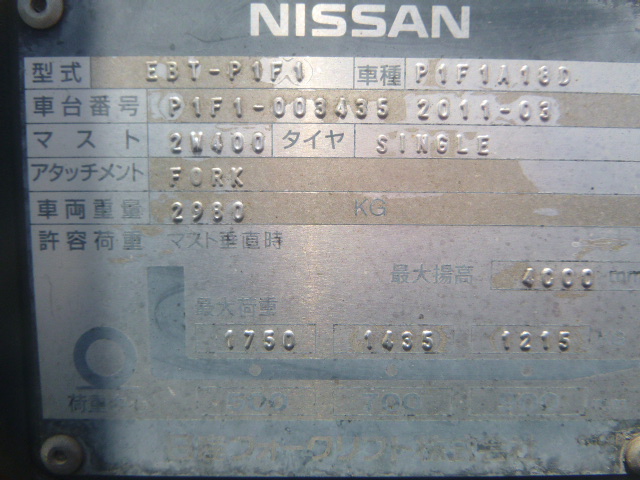 NISSAN
型式 EBT-P1F1 車種 P1F1A18D
車台番号 P1F1-003435 2011-03
マスト 2W400 タイヤ SINGLE
アタッチメント FORK
車両重量 2980 KG
許容荷重 マスト垂直時
最大揚高 4000 mm
最大荷重
1750 1435 1215